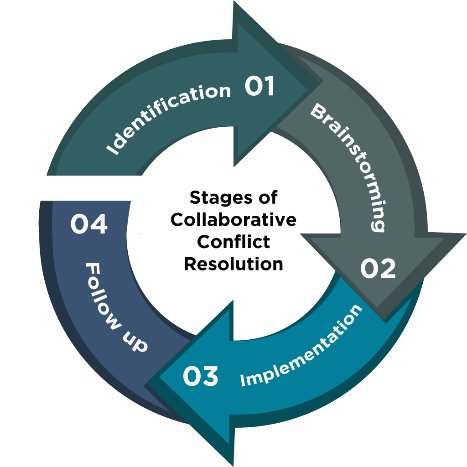 Stages of
Collaborative
Conflict
Resolution
Identification 01
Brainstorming
02
Implementation
03
Follow up
04